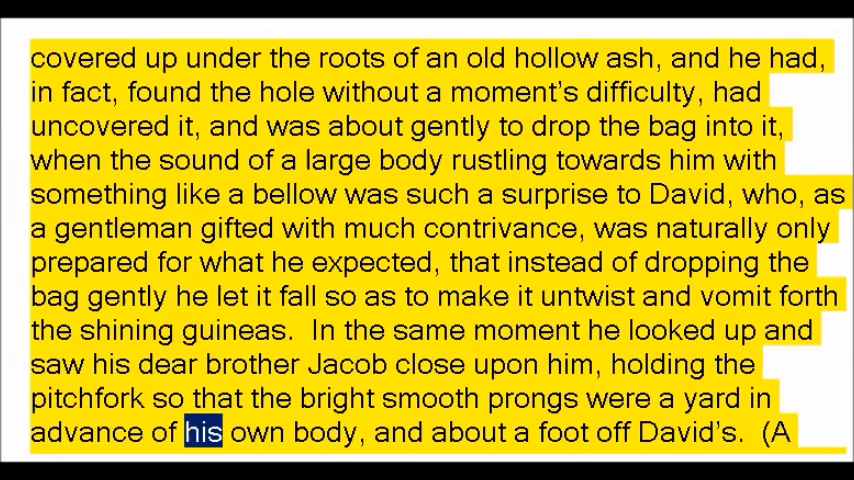 covered up under the roots of an old hollow ash, and he had,
in fact, found the hole without a moment's difficulty, had
uncovered it, and was about gently to drop the bag into it,
when the sound of a large body rustling towards him with
something like a bellow was such a surprise to David, who, as
a gentleman gifted with much contrivance, was naturally only
prepared for what he expected, that instead of dropping the
bag gently he let it fall so as to make it untwist and vomit forth
the shining guineas.  In the same moment he looked up and
saw his dear brother Jacob close upon him, holding the
pitchfork so that the bright smooth prongs were a yard in
advance of his own body, and about a foot off David's.  (A